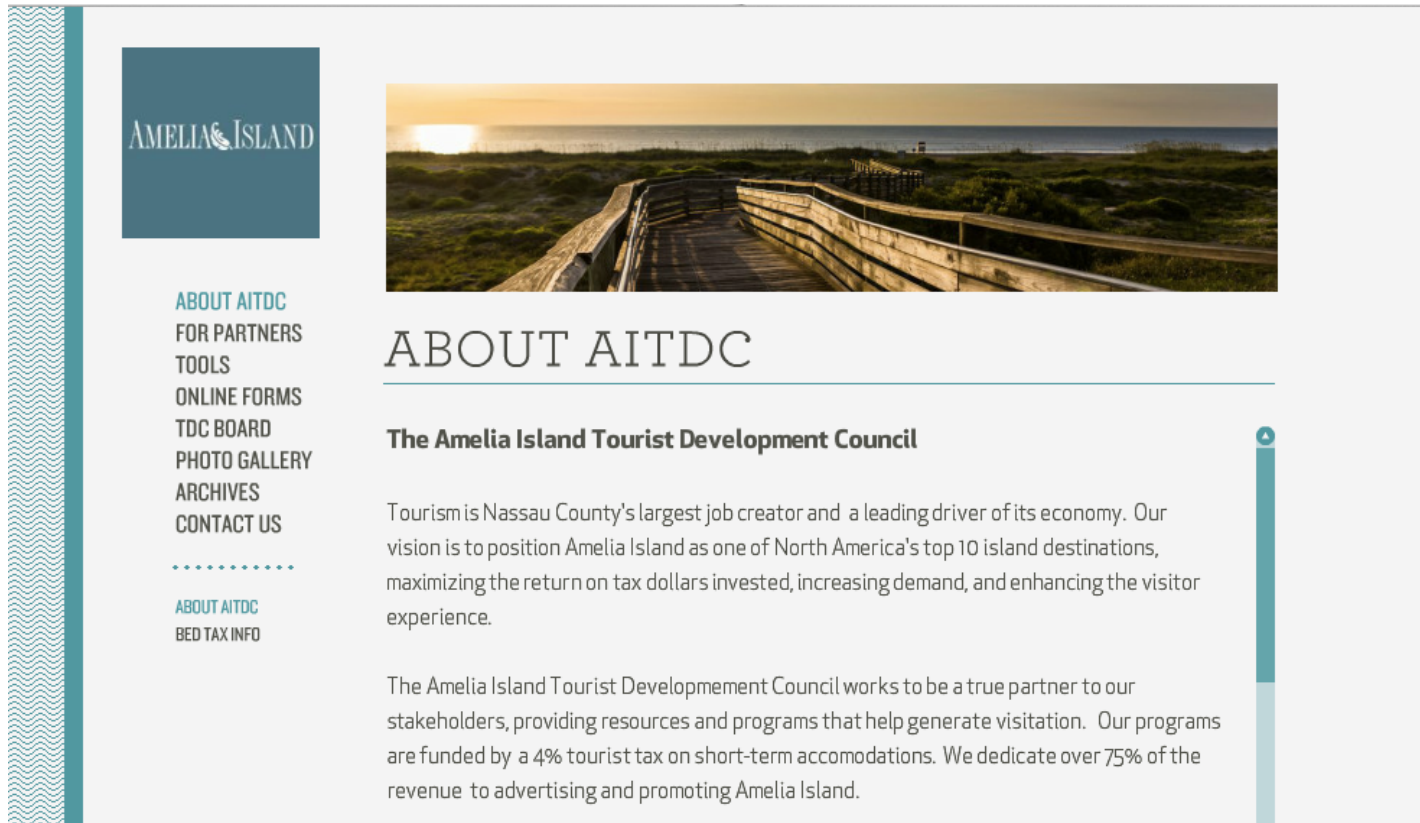 AMELIA ISLAND
ABOUT AITDC
FOR PARTNERS
TOOLS
ONLINE FORMS
TDC BOARD
PHOTO GALLERY
ARCHIVES
CONTACT US
ABOUT AITDC
BED TAX INFO
ABOUT AITDC
The Amelia Island Tourist Development Council
Tourism is Nassau County's largest job creator and a leading driver of its economy. Our
vision is to position Amelia Island as one of North America's top 10 island destinations,
maximizing the return on tax dollars invested, increasing demand, and enhancing the visitor
experience.
The Amelia Island Tourist Developmement Council works to be a true partner to our
stakeholders, providing resources and programs that help generate visitation. Our programs
are funded by a 4% tourist tax on short-term accomodations. We dedicate over 75% of the
revenue to advertising and promoting Amelia Island.